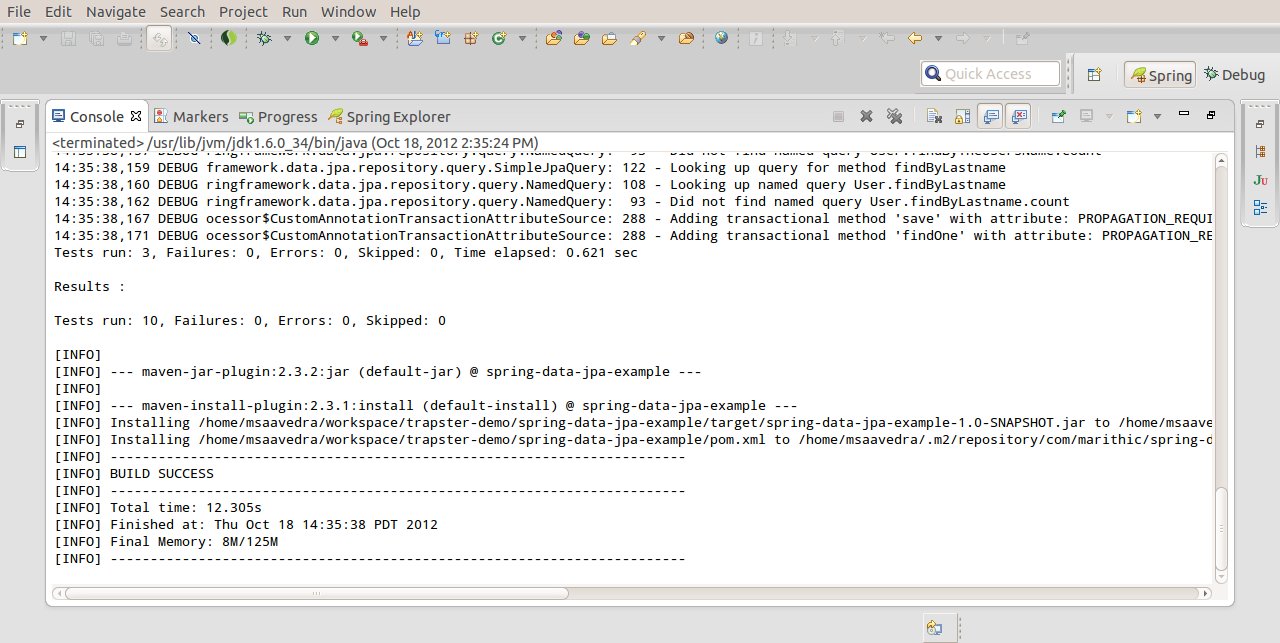 File Edit Navigate Search Project Run Window Help
Quick Access
Spring Debug
Console Markers Progress Spring Explorer
<terminated> /usr/lib/jvm/jdk1.6.0_34/bin/java (Oct 18, 2012 2:35:24 PM)
14:35:38,159 DEBUG framework.data.jpa.repository.query.SimpleJpaQuery: 122 - Looking up query for method findByLastname
14:35:38,160 DEBUG ringframework.data.jpa.repository.query.NamedQuery: 108 - Looking up named query User.findByLastname
14:35:38,162 DEBUG ringframework.data.jpa.repository.query.NamedQuery:  93 - Did not find named query User.findByLastname.count
14:35:38,167 DEBUG ocessor$CustomAnnotationTransactionAttributeSource: 288 - Adding transactional method 'save' with attribute: PROPAGATION_REQUI
14:35:38,171 DEBUG ocessor$CustomAnnotationTransactionAttributeSource: 288 - Adding transactional method 'findOne' with attribute: PROPAGATION_RE
Tests run: 3, Failures: 0, Errors: 0, Skipped: 0, Time elapsed: 0.621 sec
Results :
Tests run: 10, Failures: 0, Errors: 0, Skipped: 0
[INFO]
[INFO] --- maven-jar-plugin:2.3.2:jar (default-jar) @ spring-data-jpa-example ---
[INFO]
[INFO] --- maven-install-plugin:2.3.1:install (default-install) @ spring-data-jpa-example ---
[INFO] Installing /home/msaavedra/workspace/trapster-demo/spring-data-jpa-example/target/spring-data-jpa-example-1.0-SNAPSHOT.jar to /home/msaave
[INFO] Installing /home/msaavedra/workspace/trapster-demo/spring-data-jpa-example/pom.xml to /home/msaavedra/.m2/repository/com/marithic/spring-d
[INFO] ------------------------------------------------------------------------
[INFO] BUILD SUCCESS
[INFO] ------------------------------------------------------------------------
[INFO] Total time: 12.305s
[INFO] Finished at: Thu Oct 18 14:35:38 PDT 2012
[INFO] Final Memory: 8M/125M
[INFO] ------------------------------------------------------------------------